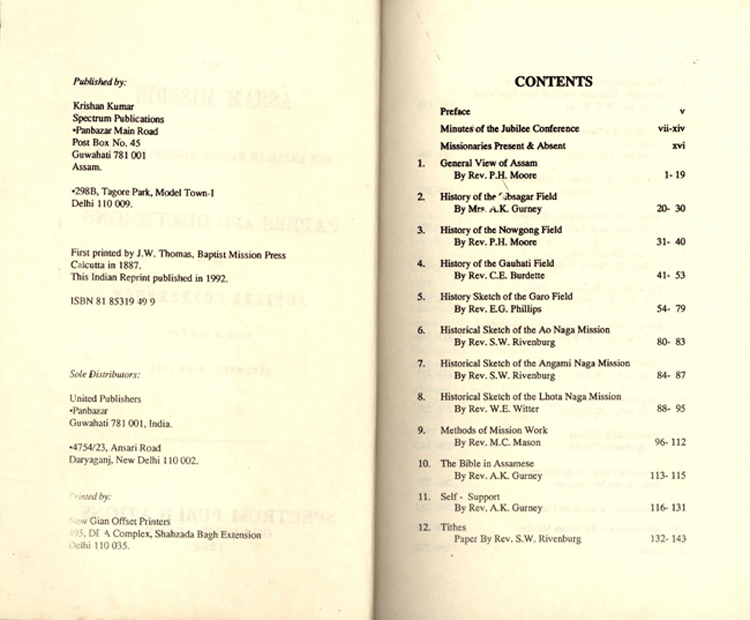 Published by:
Krishan Kumar
Spectrum Publications
•Panbazar Main Road
Post Box No. 45
Guwahati 781 001
Assam.
•298B, Tagore Park, Model Town-I
Delhi 110 009.
First printed by J.W. Thomas, Baptist Mission Press
Calcutta in 1887.
This Indian Reprint published in 1992.
ISBN 81 85319 49 9
Sole Distributors:
United Publishers
•Panbazar
Guwahati 781 001, India.
•4754/23, Ansari Road
Daryaganj, New Delhi 110 002.
Printed by:
New Gian Offset Printers
495, DDA Complex, Shahzada Bagh Extension
Delhi 110 035.
CONTENTS
Preface v
Minutes of the Jubilee Conference vii-xiv
Missionaries Present & Absent xvi
1. General View of Assam
By Rev. P.H. Moore 1- 19
2. History of the Sibsagar Field
By Mrs. A.K. Gurney 20- 30
3. History of the Nowgong Field
By Rev. P.H. Moore 31- 40
4. History of the Gauhati Field
By Rev. C.E. Burdette 41- 53
5. History Sketch of the Garo Field
By Rev. E.G. Phillips 54- 79
6. Historical Sketch of the Ao Naga Mission
By Rev. S.W. Rivenburg 80- 83
7. Historical Sketch of the Angami Naga Mission
By Rev. S.W. Rivenburg 84- 87
8. Historical Sketch of the Lhota Naga Mission
By Rev. W.E. Witter 88- 95
9. Methods of Mission Work
By Rev. M.C. Mason 96- 112
10. The Bible in Assamese
By Rev. A.K. Gurney 113- 115
11. Self - Support
By Rev. A.K. Gurney 116- 131
12. Tithes
Paper By Rev. S.W. Rivenburg 132- 143